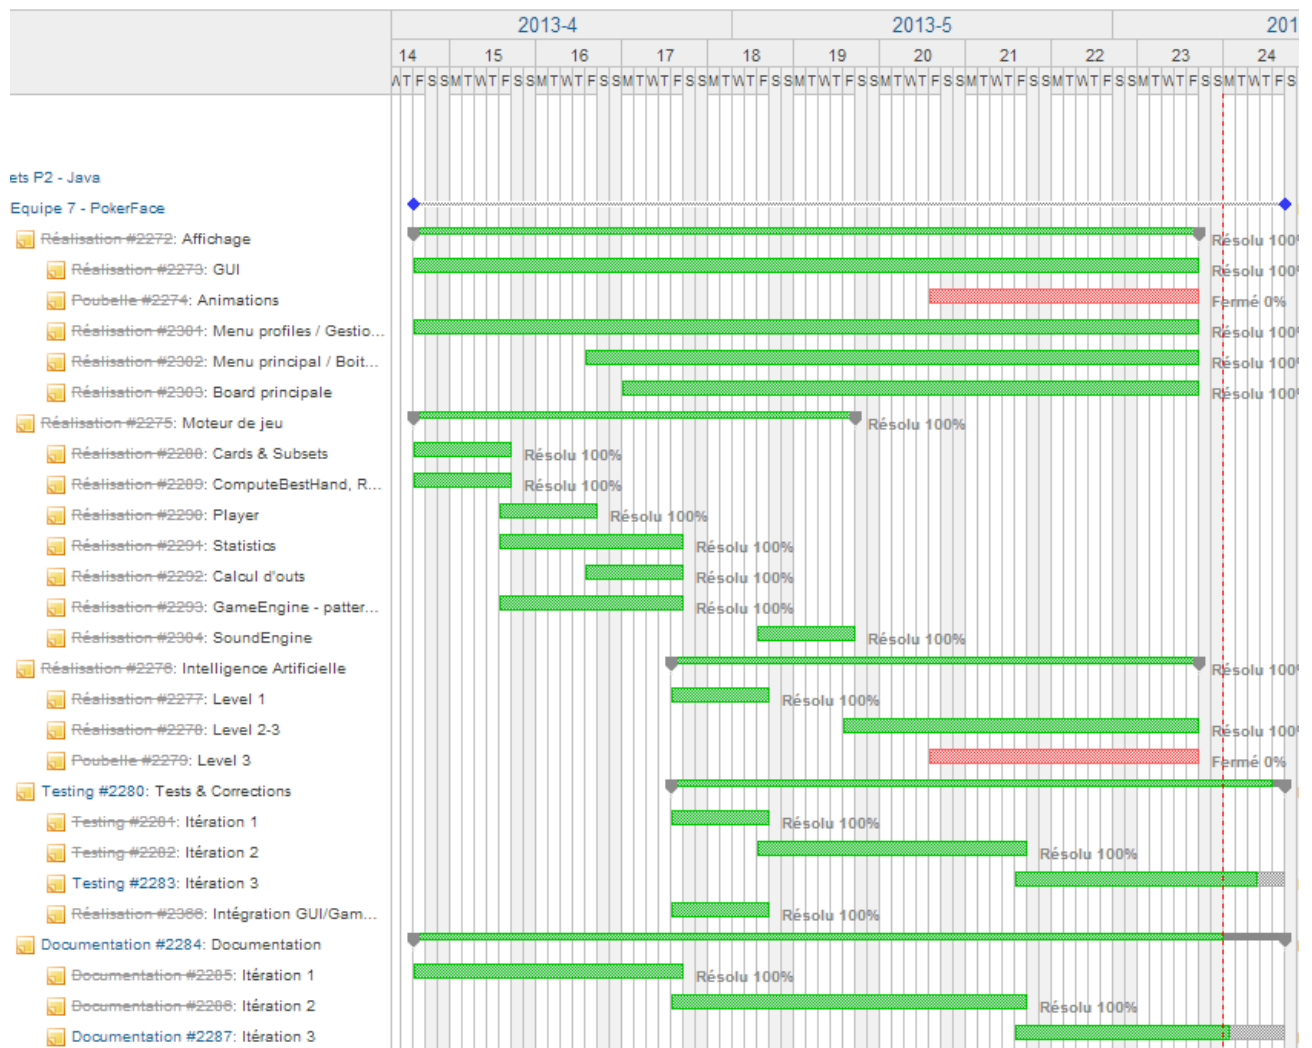 2013-4 2013-5 201
14 15 16 17 18 19 20 21 22 23 24
W T F S S M T W T F S S M T W T F S S M T W T F S S M T W T F S S M T W T F S S M T W T F S S M T W T F S S M T W T F S S M T W T F S S M T W T F S
ets P2 - Java
Equipe 7 - PokerFace
Réalisation #2272: Affichage Résolu 100%
Réalisation #2273: GUI Résolu 100%
Poubelle #2274: Animations Fermé 0%
Réalisation #2301: Menu profiles / Gestio... Résolu 100%
Réalisation #2302: Menu principal / Boit... Résolu 100%
Réalisation #2303: Board principale Résolu 100%
Réalisation #2275: Moteur de jeu Résolu 100%
Réalisation #2288: Cards & Subsets Résolu 100%
Réalisation #2289: ComputeBestHand, R... Résolu 100%
Réalisation #2290: Player Résolu 100%
Réalisation #2291: Statistics Résolu 100%
Réalisation #2292: Calcul d'outs Résolu 100%
Réalisation #2293: GameEngine - patter... Résolu 100%
Réalisation #2304: SoundEngine Résolu 100%
Réalisation #2276: Intelligence Artificielle Résolu 100%
Réalisation #2277: Level 1 Résolu 100%
Réalisation #2278: Level 2-3 Résolu 100%
Poubelle #2279: Level 3 Fermé 0%
Testing #2280: Tests & Corrections
Testing #2281: Itération 1 Résolu 100%
Testing #2282: Itération 2 Résolu 100%
Testing #2283: Itération 3
Réalisation #2366: Intégration GUI/Gam... Résolu 100%
Documentation #2284: Documentation
Documentation #2285: Itération 1 Résolu 100%
Documentation #2286: Itération 2 Résolu 100%
Documentation #2287: Itération 3